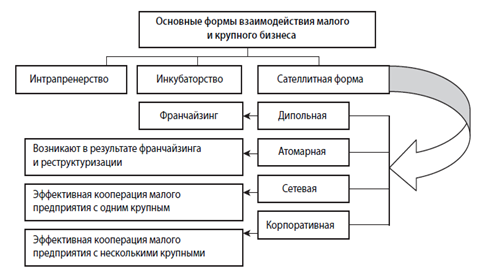 Основные формы взаимодействия малого
и крупного бизнеса
Интрапренерство
Инкубаторство
Сателлитная форма
Франчайзинг
Дипольная
Возникают в результате франчайзинга
и реструктуризации
Атомарная
Эффективная кооперация малого
предприятия с одним крупным
Сетевая
Корпоративная
Эффективная кооперация малого
предприятия с несколькими крупными